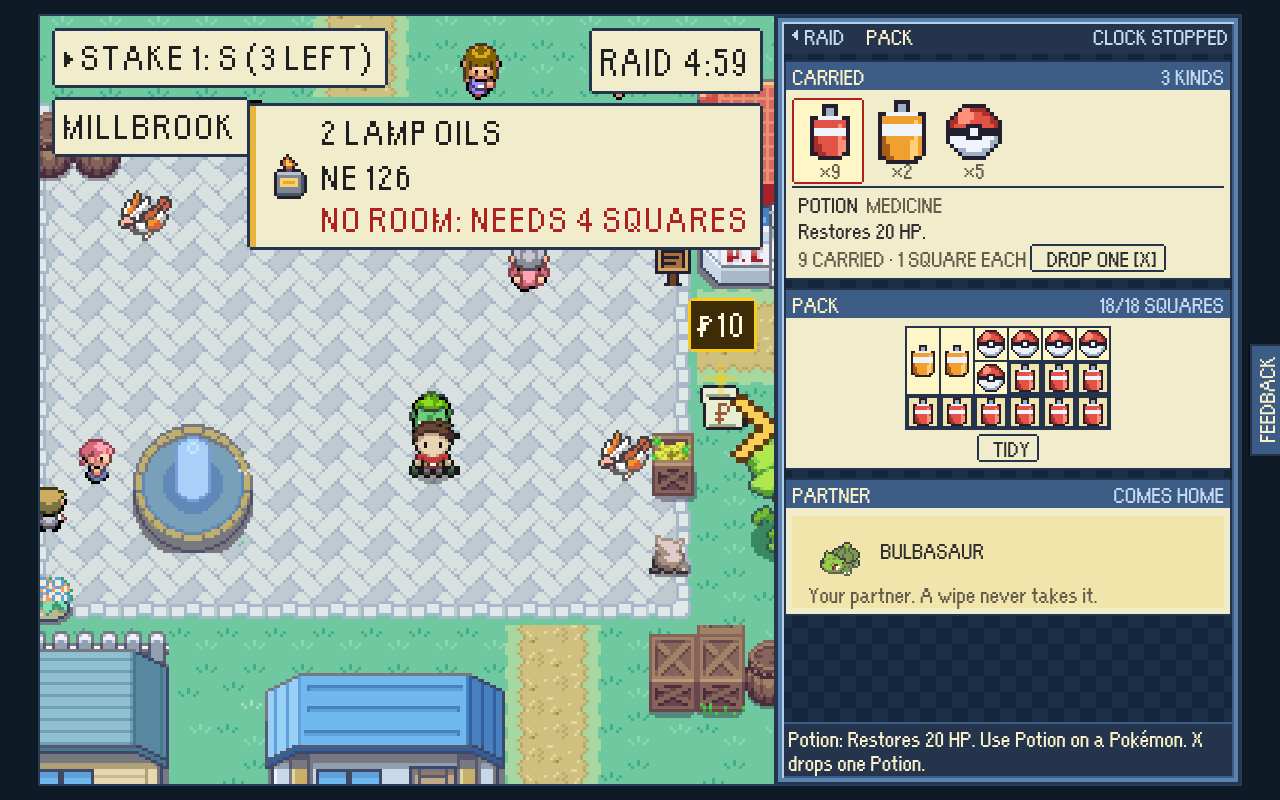 STAKE 1: S (3 LEFT)
RAID 4:59
MILLBROOK
2 LAMP OILS
NE 126
NO ROOM: NEEDS 4 SQUARES
₽10
₽
RAID PACK CLOCK STOPPED
CARRIED 3 KINDS
×9 ×2 ×5
POTION MEDICINE
Restores 20 HP.
9 CARRIED · 1 SQUARE EACH DROP ONE [X]
PACK 18/18 SQUARES
TIDY
PARTNER COMES HOME
BULBASAUR
Your partner. A wipe never takes it.
Potion: Restores 20 HP. Use Potion on a Pokémon. X
drops one Potion.
FEEDBACK